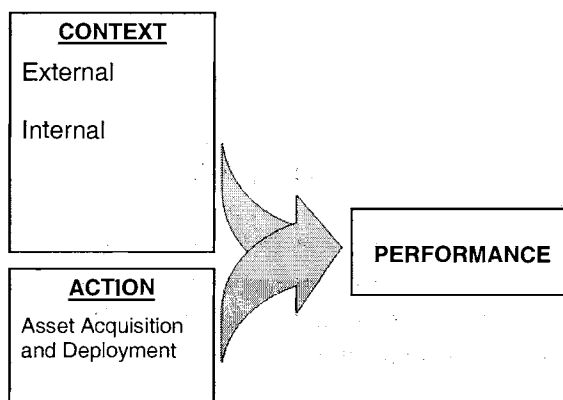 CONTEXT
External
Internal
ACTION
Asset Acquisition
and Deployment
PERFORMANCE